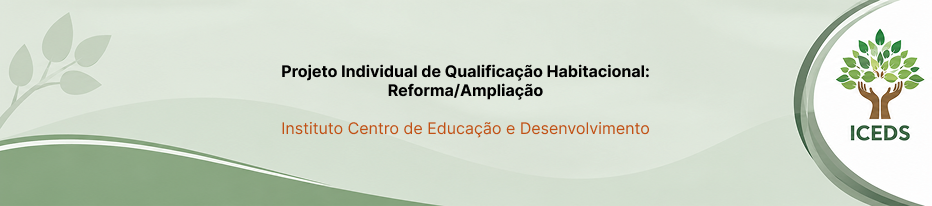 Projeto Individual de Qualificação Habitacional:
Reforma/Ampliação
Instituto Centro de Educação e Desenvolvimento
ICEDS